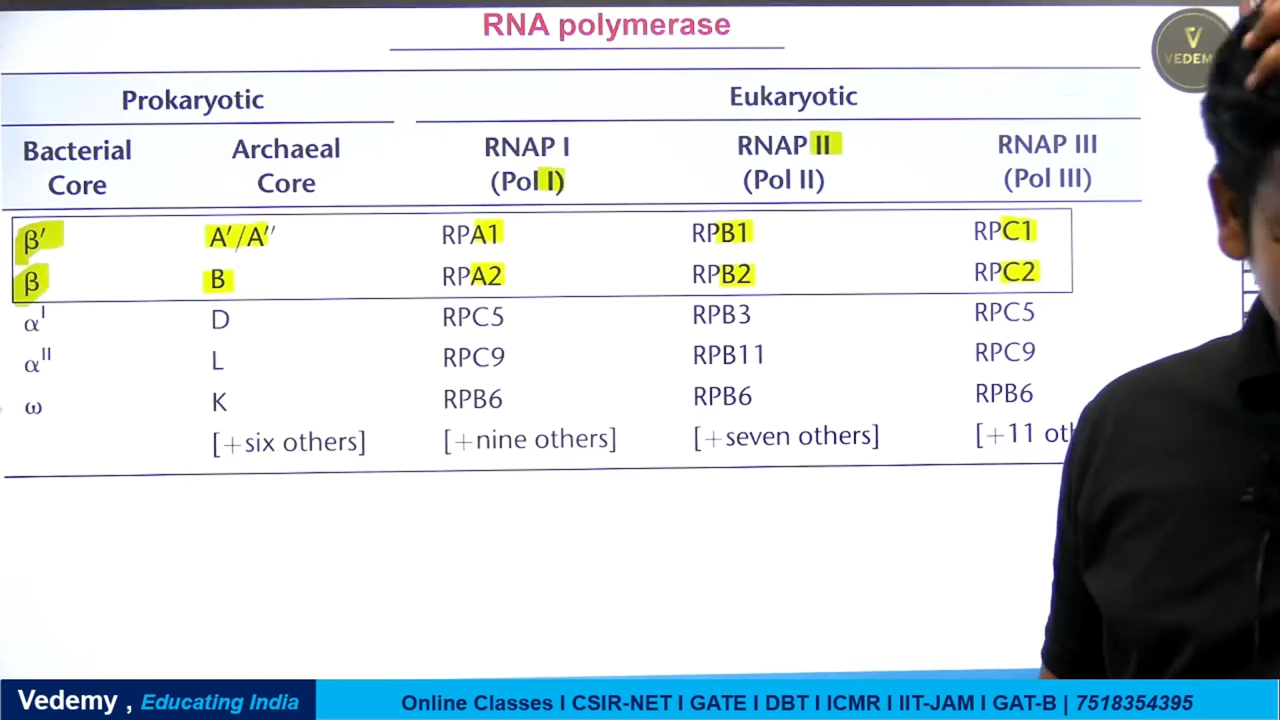 RNA polymerase
VEDEM
Prokaryotic Eukaryotic
Bacterial Core Archaeal Core RNAP I (Pol I) RNAP II (Pol II) RNAP III (Pol III)
β′ A′/A′′ RPA1 RPB1 RPC1
β B RPA2 RPB2 RPC2
αᴵ D RPC5 RPB3 RPC5
αᴵᴵ L RPC9 RPB11 RPC9
ω K RPB6 RPB6 RPB6
[+six others] [+nine others] [+seven others] [+11 ot
Vedemy , Educating India Online Classes I CSIR-NET I GATE I DBT I ICMR I IIT-JAM I GAT-B | 7518354395